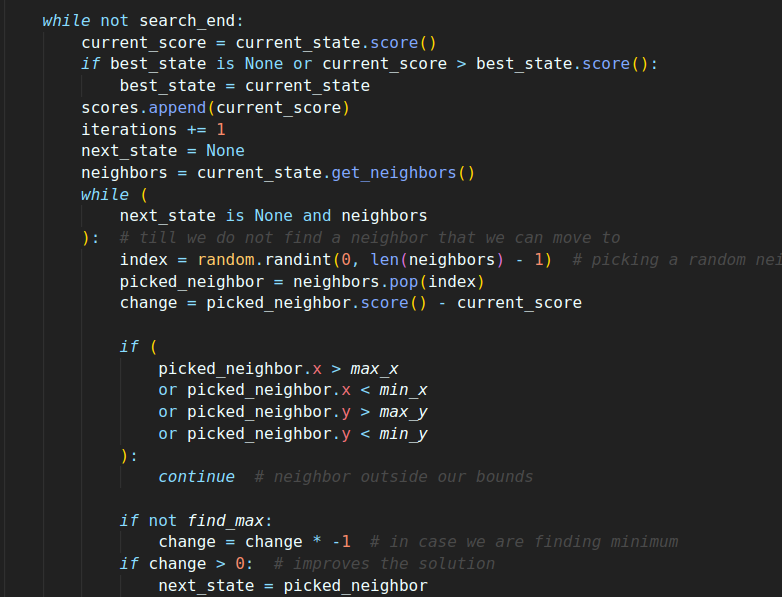 while not search_end:
current_score = current_state.score()
if best_state is None or current_score > best_state.score():
best_state = current_state
scores.append(current_score)
iterations += 1
next_state = None
neighbors = current_state.get_neighbors()
while (
next_state is None and neighbors
):  # till we do not find a neighbor that we can move to
index = random.randint(0, len(neighbors) - 1)  # picking a random nei
picked_neighbor = neighbors.pop(index)
change = picked_neighbor.score() - current_score
if (
picked_neighbor.x > max_x
or picked_neighbor.x < min_x
or picked_neighbor.y > max_y
or picked_neighbor.y < min_y
):
continue  # neighbor outside our bounds
if not find_max:
change = change * -1  # in case we are finding minimum
if change > 0:  # improves the solution
next_state = picked_neighbor